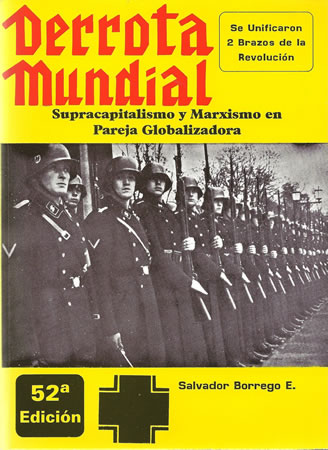 Derrota
Mundial
Se Unificaron
2 Brazos de la
Revolución
Supracapitalismo y Marxismo en
Pareja Globalizadora
52ª
Edición
Salvador Borrego E.